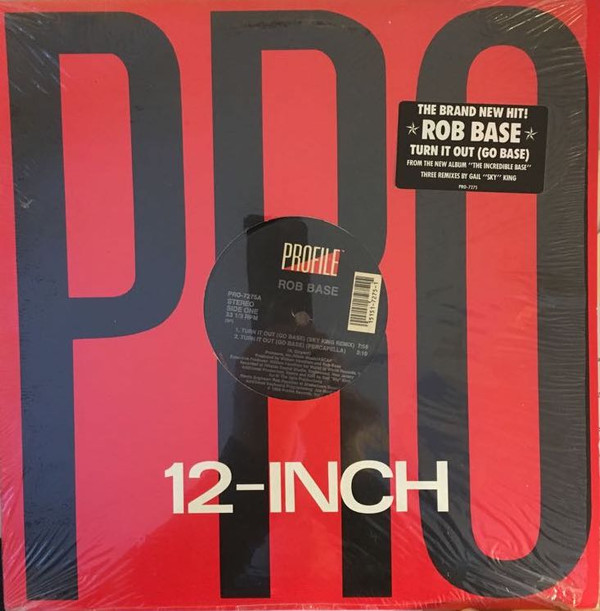 PRO
THE BRAND NEW HIT!
ROB BASE
TURN IT OUT (GO BASE)
FROM THE NEW ALBUM "THE INCREDIBLE BASE"
THREE REMIXES BY GAIL "SKY" KING
PRO-7275
PROFILE
ROB BASE
PRO-7275A
STEREO
SIDE ONE
33 1/3 RPM
1. TURN IT OUT (GO BASE) (SKY KING REMIX)
2. TURN IT OUT (GO BASE) (PERCAPELLA)
12-INCH